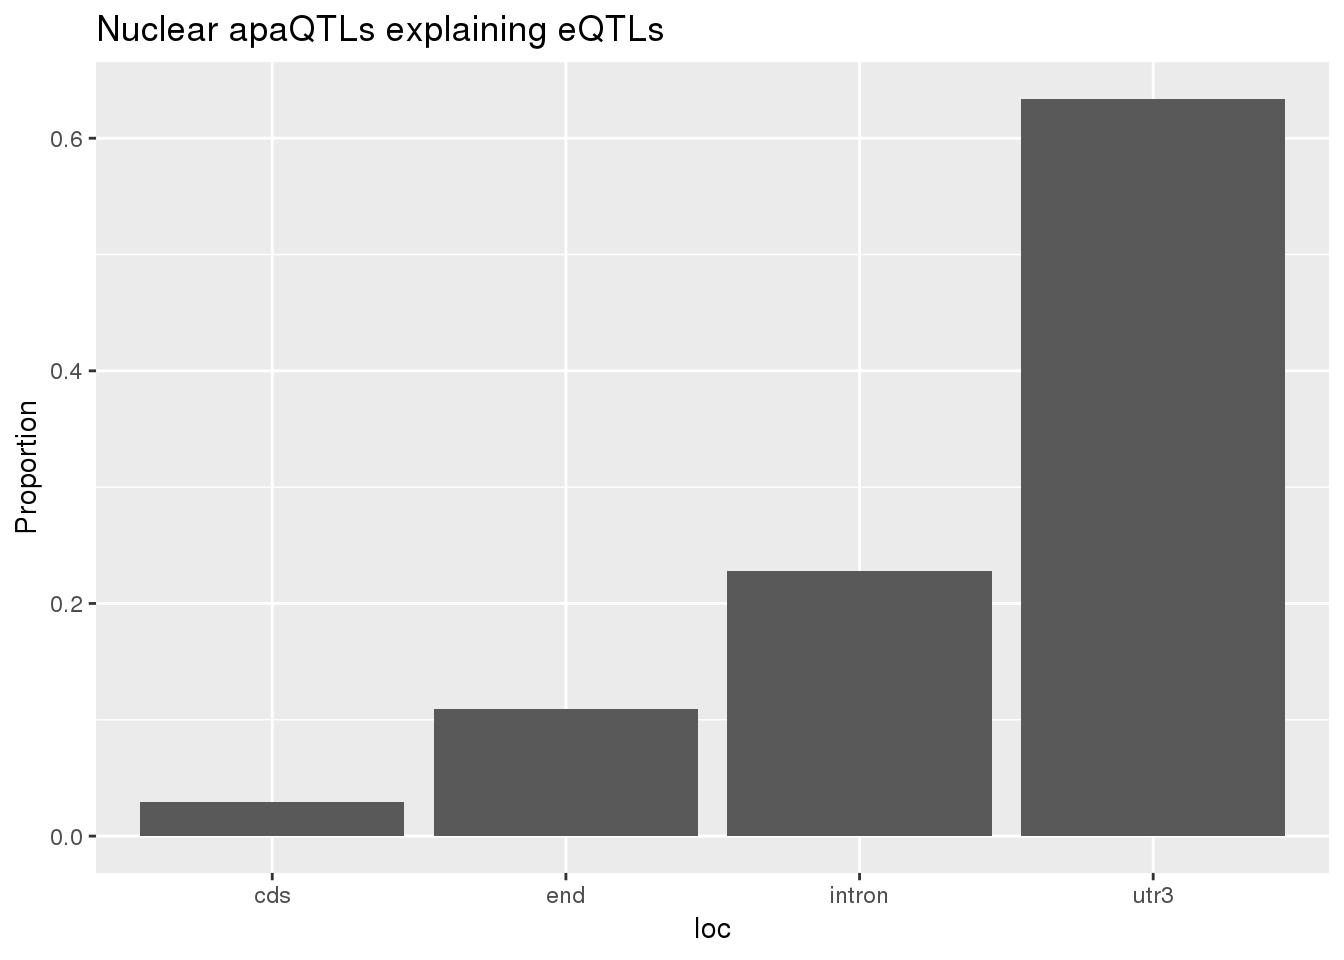 Nuclear apaQTLs explaining eQTLs
Proportion
0.6
0.4
0.2
0.0
cds end intron utr3
loc